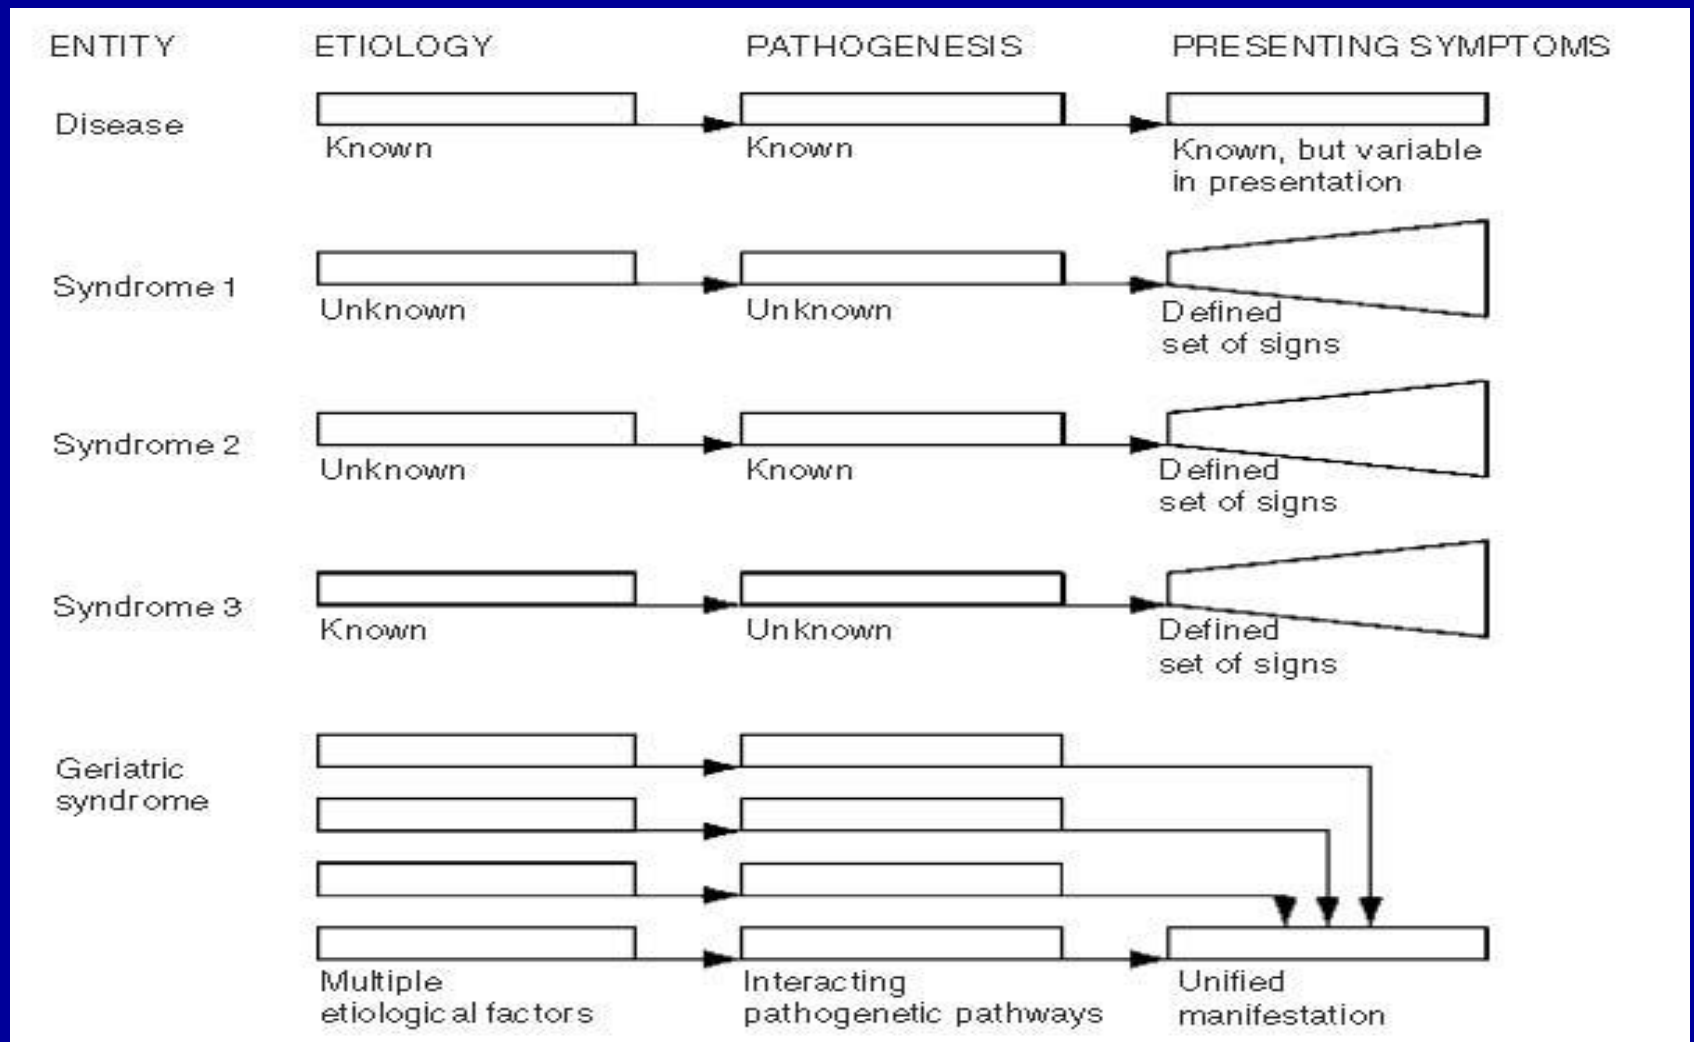 ENTITY ETIOLOGY PATHOGENESIS PRESENTING SYMPTOMS
Disease
Known Known Known, but variable
in presentation
Syndrome 1
Unknown Unknown Defined
set of signs
Syndrome 2
Unknown Known Defined
set of signs
Syndrome 3
Known Unknown Defined
set of signs
Geriatric
syndrome
Multiple Interacting Unified
etiological factors pathogenetic pathways manifestation